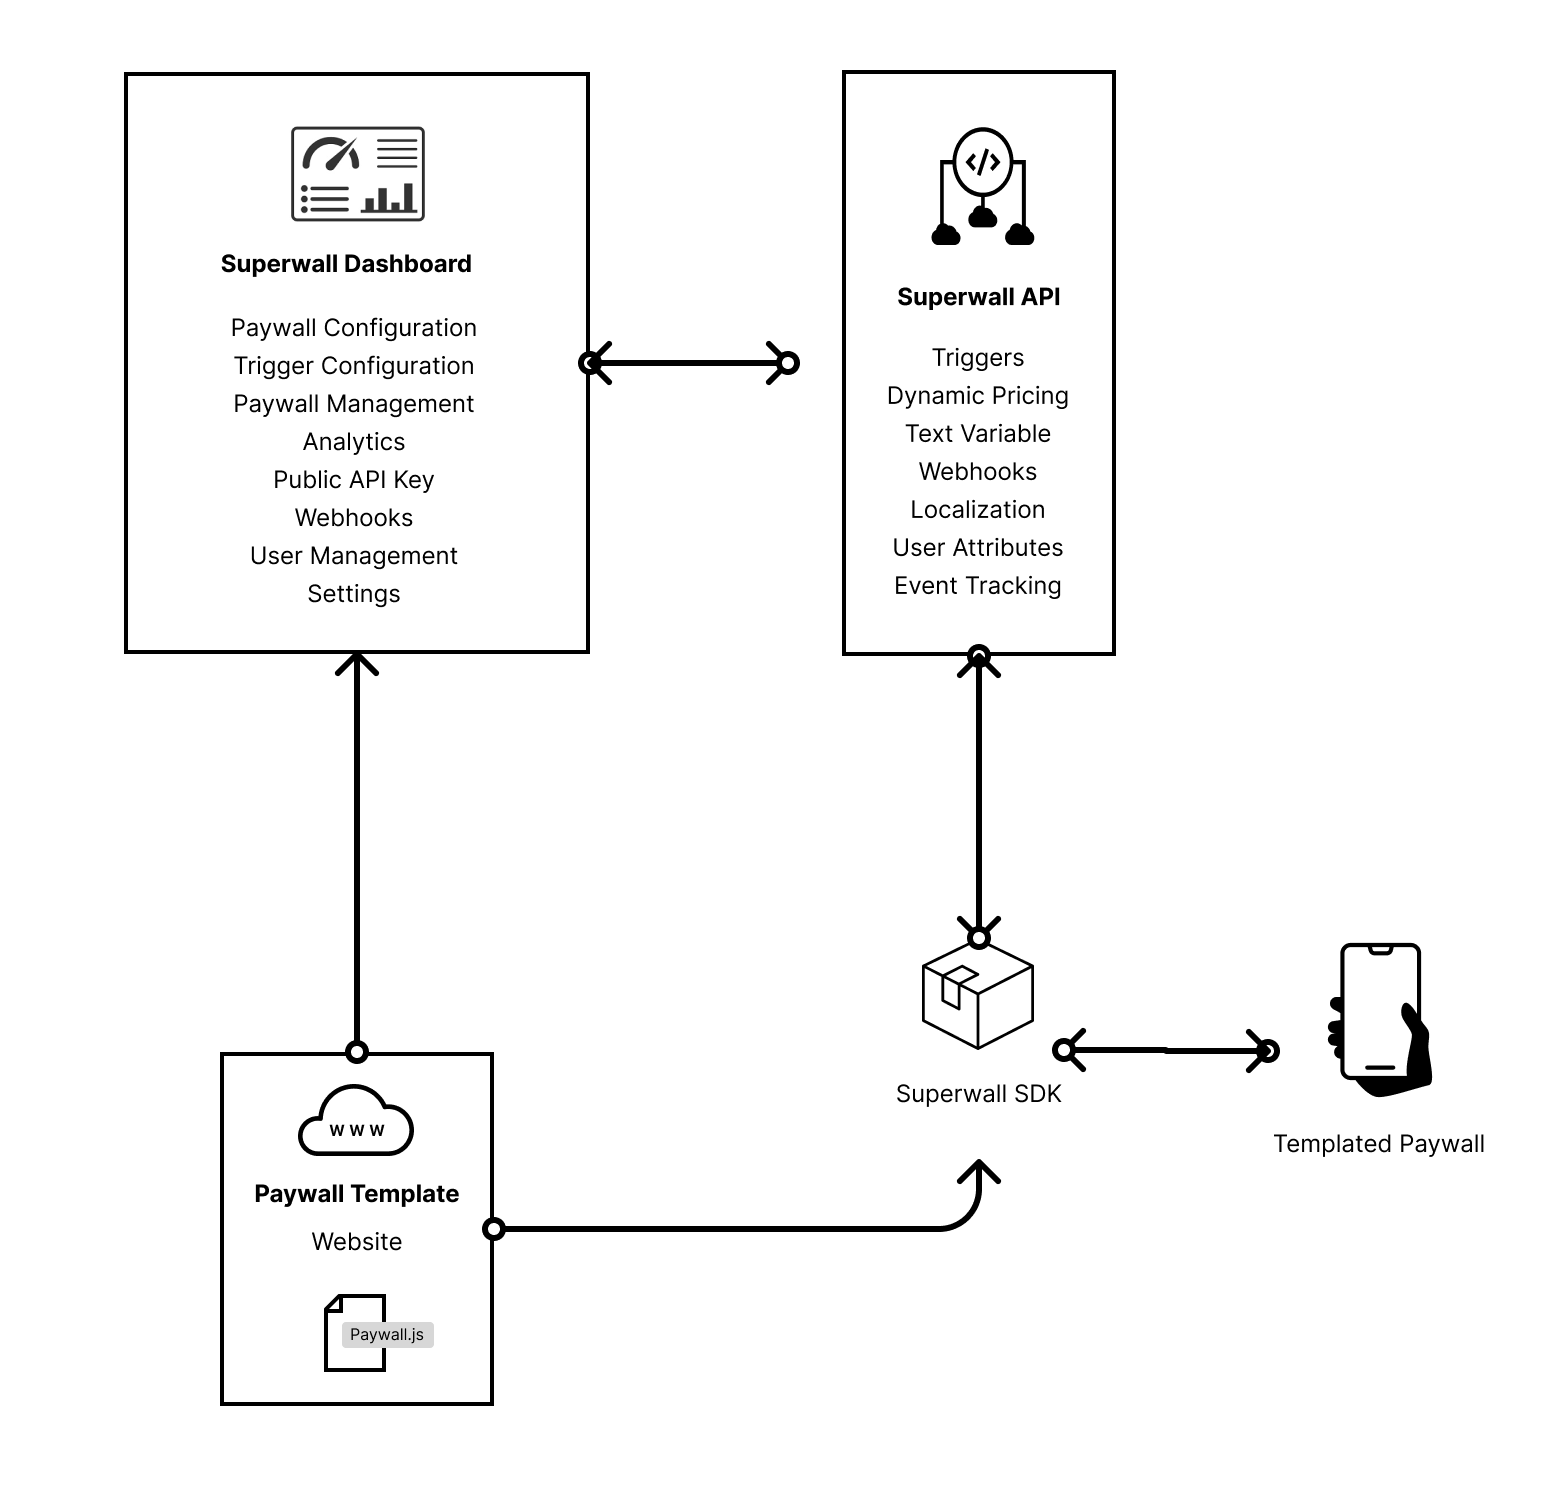 Superwall Dashboard
Paywall Configuration
Trigger Configuration
Paywall Management
Analytics
Public API Key
Webhooks
User Management
Settings
</>
Superwall API
Triggers
Dynamic Pricing
Text Variable
Webhooks
Localization
User Attributes
Event Tracking
Superwall SDK
Templated Paywall
W W W
Paywall Template
Website
Paywall.js